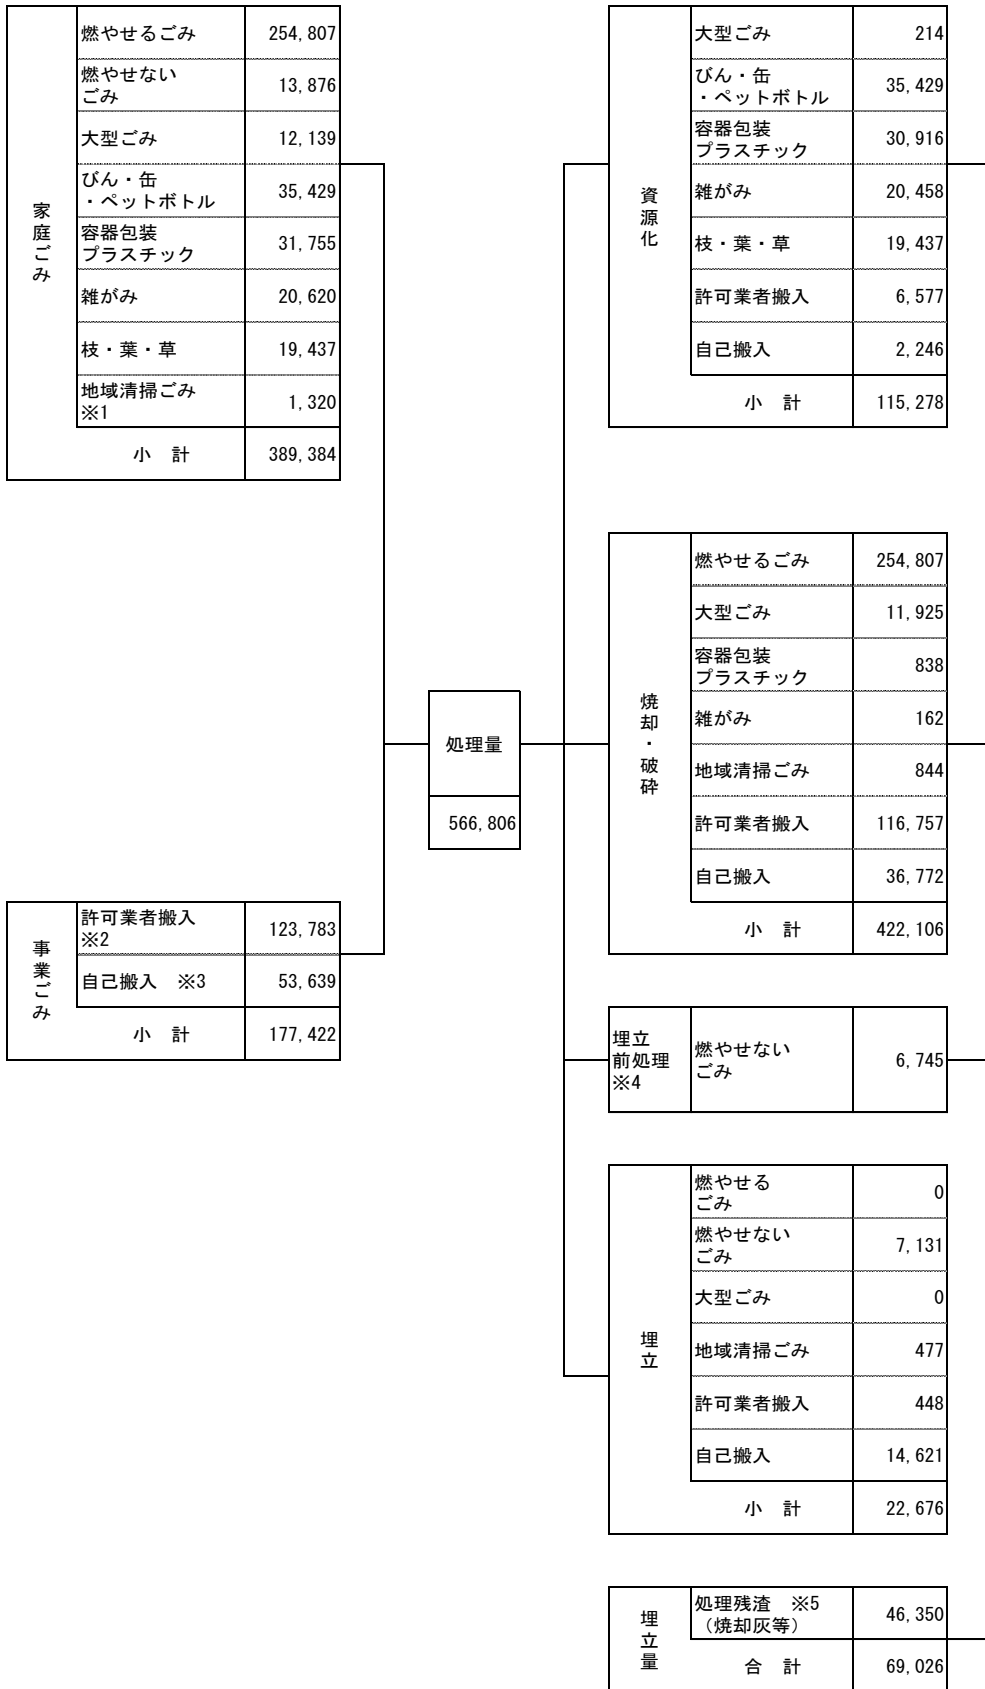 家庭ごみ
燃やせるごみ 254,807
燃やせない
ごみ 13,876
大型ごみ 12,139
びん・缶
・ペットボトル 35,429
容器包装
プラスチック 31,755
雑がみ 20,620
枝・葉・草 19,437
地域清掃ごみ
※1 1,320
小 計 389,384
事業ごみ
許可業者搬入
※2 123,783
自己搬入 ※3 53,639
小 計 177,422
処理量
566,806
資源化
大型ごみ 214
びん・缶
・ペットボトル 35,429
容器包装
プラスチック 30,916
雑がみ 20,458
枝・葉・草 19,437
許可業者搬入 6,577
自己搬入 2,246
小 計 115,278
焼却・破砕
燃やせるごみ 254,807
大型ごみ 11,925
容器包装
プラスチック 838
雑がみ 162
地域清掃ごみ 844
許可業者搬入 116,757
自己搬入 36,772
小 計 422,106
埋立
前処理
※4
燃やせない
ごみ 6,745
埋立
燃やせる
ごみ 0
燃やせない
ごみ 7,131
大型ごみ 0
地域清掃ごみ 477
許可業者搬入 448
自己搬入 14,621
小 計 22,676
埋立量
処理残渣 ※5
(焼却灰等) 46,350
合 計 69,026